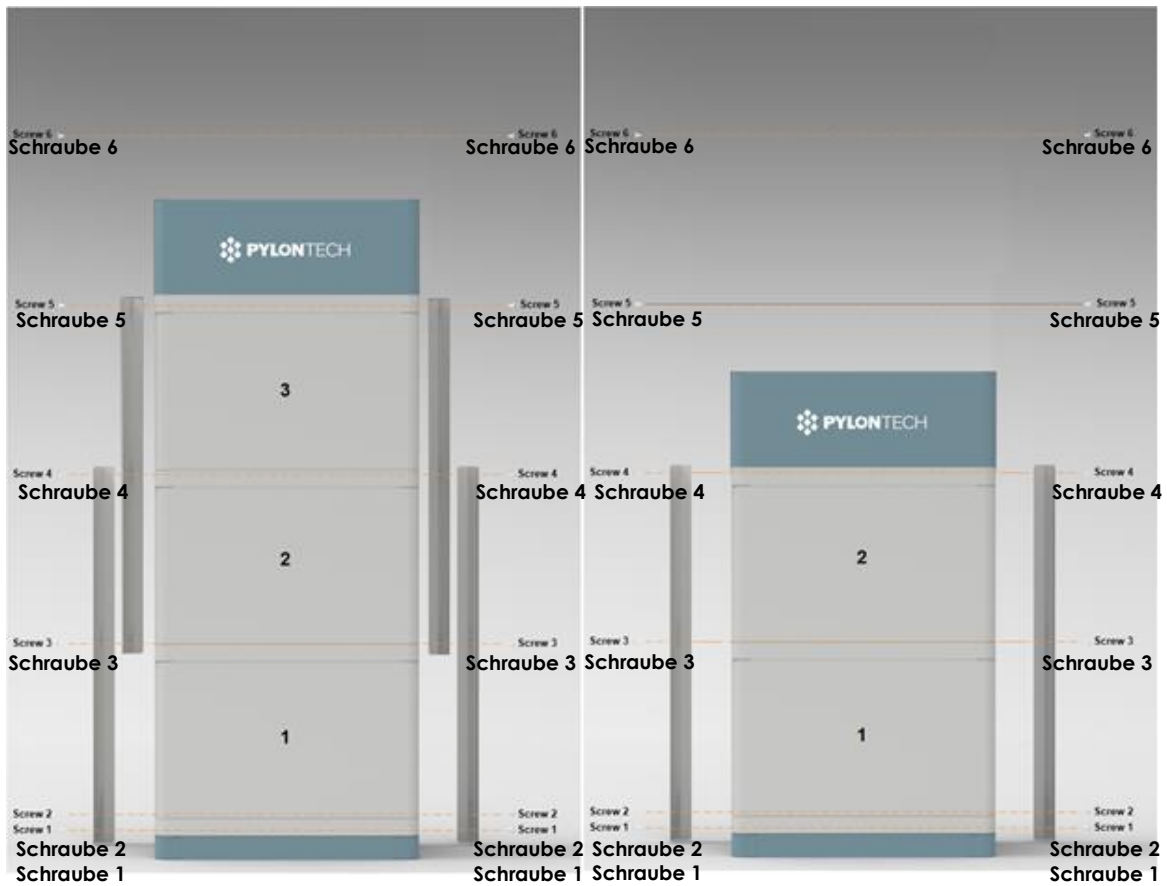 Screw 6
Schraube 6
Screw 6
Schraube 6
PYLONTECH
Screw 5
Schraube 5
Screw 5
Schraube 5
3
Screw 4
Schraube 4
Screw 4
Schraube 4
2
Screw 3
Schraube 3
Screw 3
Schraube 3
1
Screw 2
Screw 1
Screw 2
Screw 1
Schraube 2
Schraube 1
Schraube 2
Schraube 1
Screw 6
Schraube 6
Screw 6
Schraube 6
Screw 5
Schraube 5
Screw 5
Schraube 5
PYLONTECH
Screw 4
Schraube 4
Screw 4
Schraube 4
2
Screw 3
Schraube 3
Screw 3
Schraube 3
1
Screw 2
Screw 1
Screw 2
Screw 1
Schraube 2
Schraube 1
Schraube 2
Schraube 1